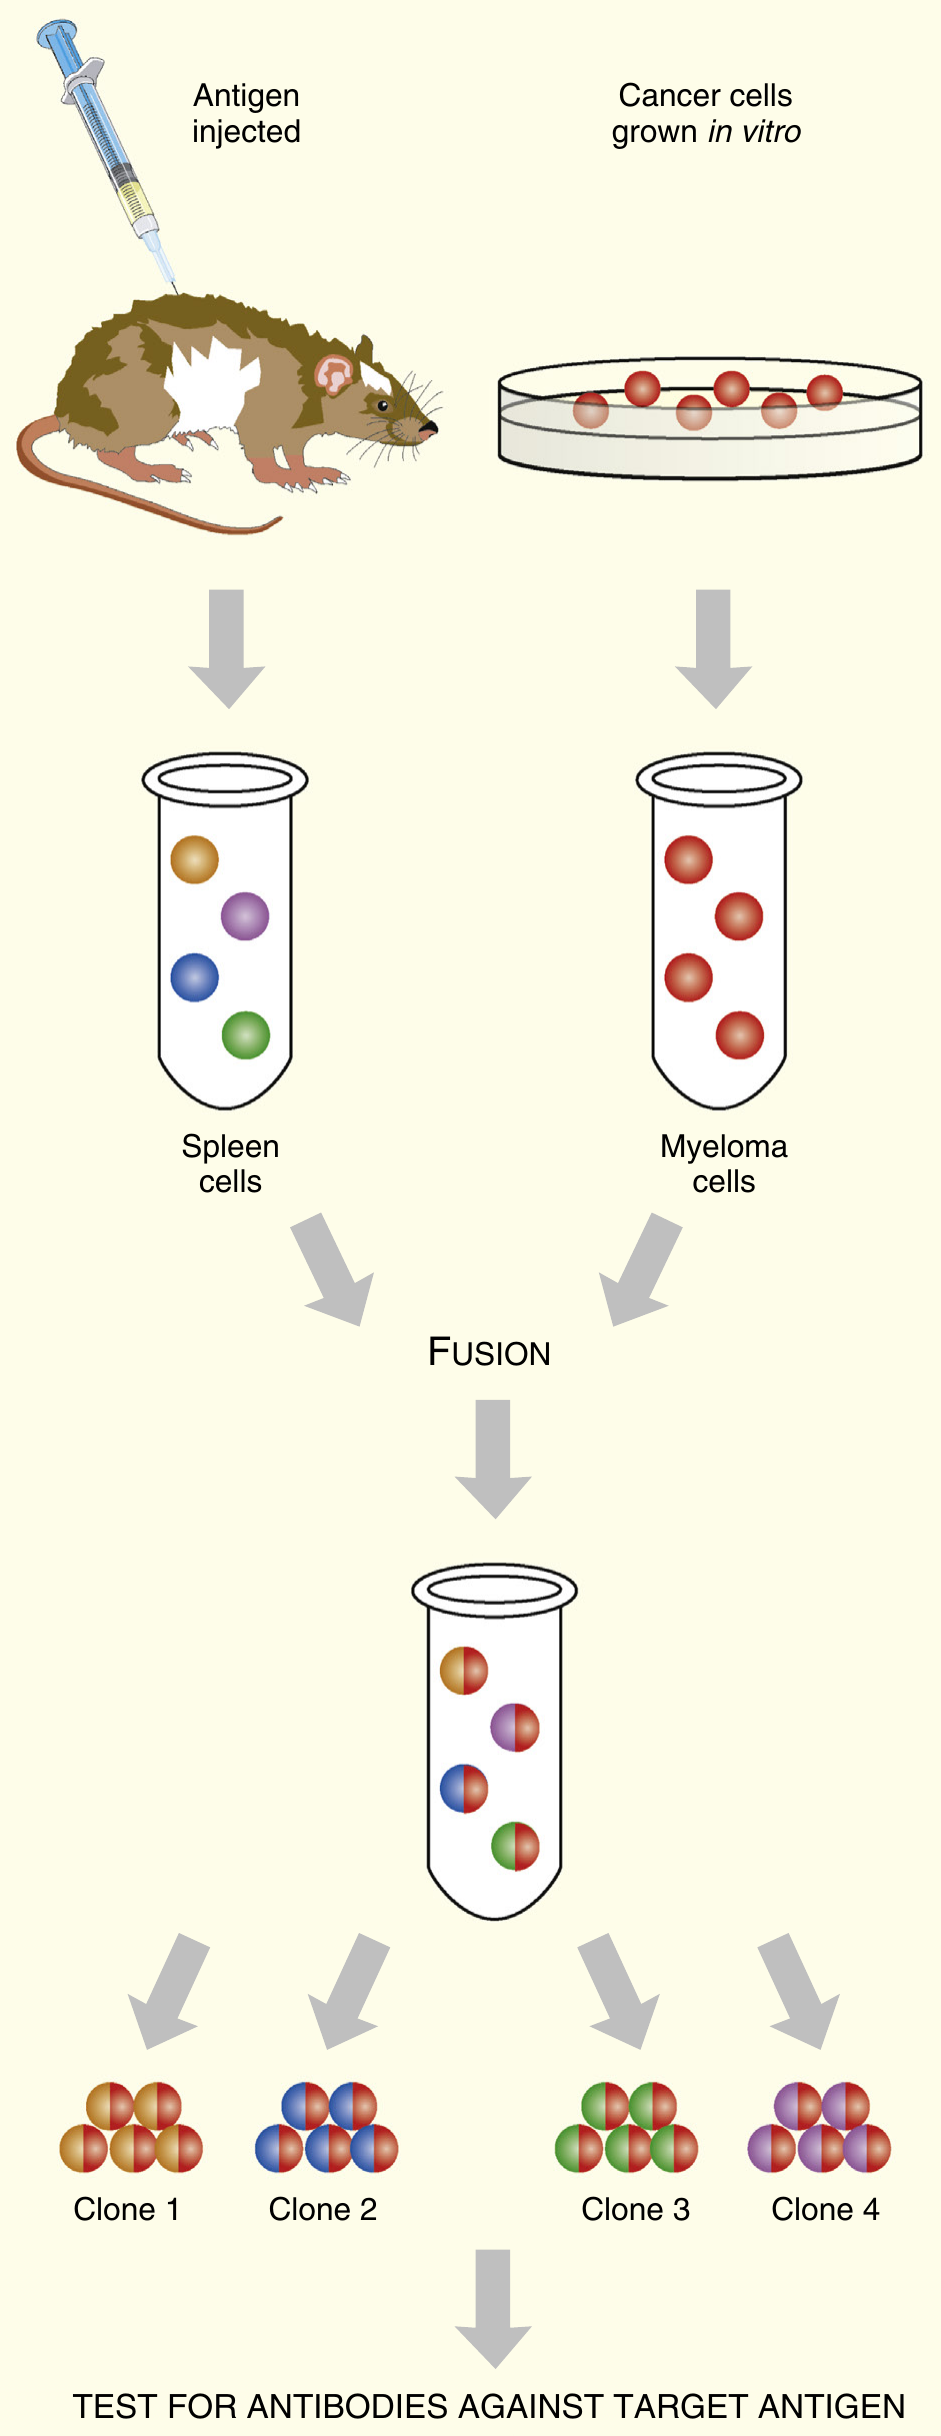 Antigen
injected
Cancer cells
grown in vitro
Spleen
cells
Myeloma
cells
FUSION
Clone 1
Clone 2
Clone 3
Clone 4
TEST FOR ANTIBODIES AGAINST TARGET ANTIGEN